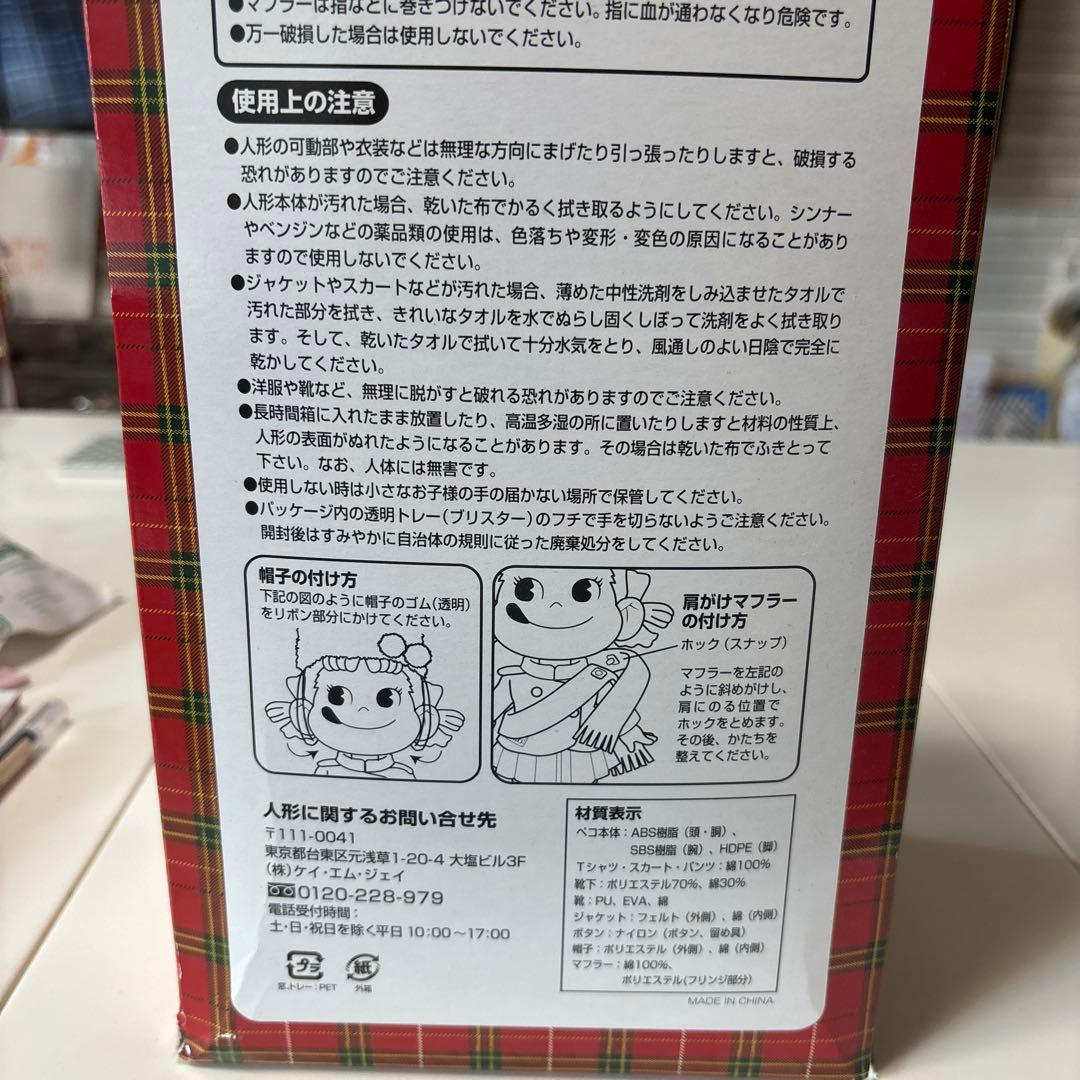 ●マフラーは指などに巻きつけないでください。指に血が通わなくなり危険です。
●万一破損した場合は使用しないでください。
使用上の注意
●人形の可動部や衣装などは無理な方向にまげたり引っ張ったりしますと、破損する
恐れがありますのでご注意ください。
●人形本体が汚れた場合、乾いた布でかるく拭き取るようにしてください。シンナー
やベンジンなどの薬品類の使用は、色落ちや変形・変色の原因になることがあり
ますので使用しないでください。
●ジャケットやスカートなどが汚れた場合、薄めた中性洗剤をしみ込ませたタオルで
汚れた部分を拭き、きれいなタオルを水でぬらし固くしぼって洗剤をよく拭き取り
ます。そして、乾いたタオルで拭いて十分水気をとり、風通しのよい日陰で完全に
乾かしてください。
●洋服や靴など、無理に脱がすと破れる恐れがありますのでご注意ください。
●長時間箱に入れたまま放置したり、高温多湿の所に置いたりしますと材料の性質上、
人形の表面がぬれたようになることがあります。その場合は乾いた布でふきとって
下さい。なお、人体には無害です。
●使用しない時は小さなお子様の手の届かない場所で保管してください。
●パッケージ内の透明トレー(ブリスター)のフチで手を切らないようご注意ください。
開封後はすみやかに自治体の規則に従った廃棄処分をしてください。
帽子の付け方
下記の図のように帽子のゴム(透明)
をリボン部分にかけてください。
肩がけマフラー
の付け方
ホック(スナップ)
マフラーを左記の
ように斜めがけし、
肩にのる位置で
ホックをとめます。
その後、かたちを
整えてください。
人形に関するお問い合せ先
〒111-0041
東京都台東区元浅草1-20-4 大塩ビル3F
(株)ケイ・エム・ジェイ
0120-228-979
電話受付時間:
土・日・祝日を除く平日 10:00〜17:00
プラ
窓、トレー:PET
紙
外箱
材質表示
ペコ本体:ABS樹脂(頭・胴)、
SBS樹脂(腕)、HDPE(脚)
Tシャツ・スカート・パンツ:綿100%
靴下:ポリエステル70%、綿30%
靴:PU、EVA、綿
ジャケット:フェルト(外側)、綿(内側)
ボタン:ナイロン(ボタン、留め具)
帽子:ポリエステル(外側)、綿(内側)
マフラー:綿100%、
ポリエステル(フリンジ部分)
MADE IN CHINA